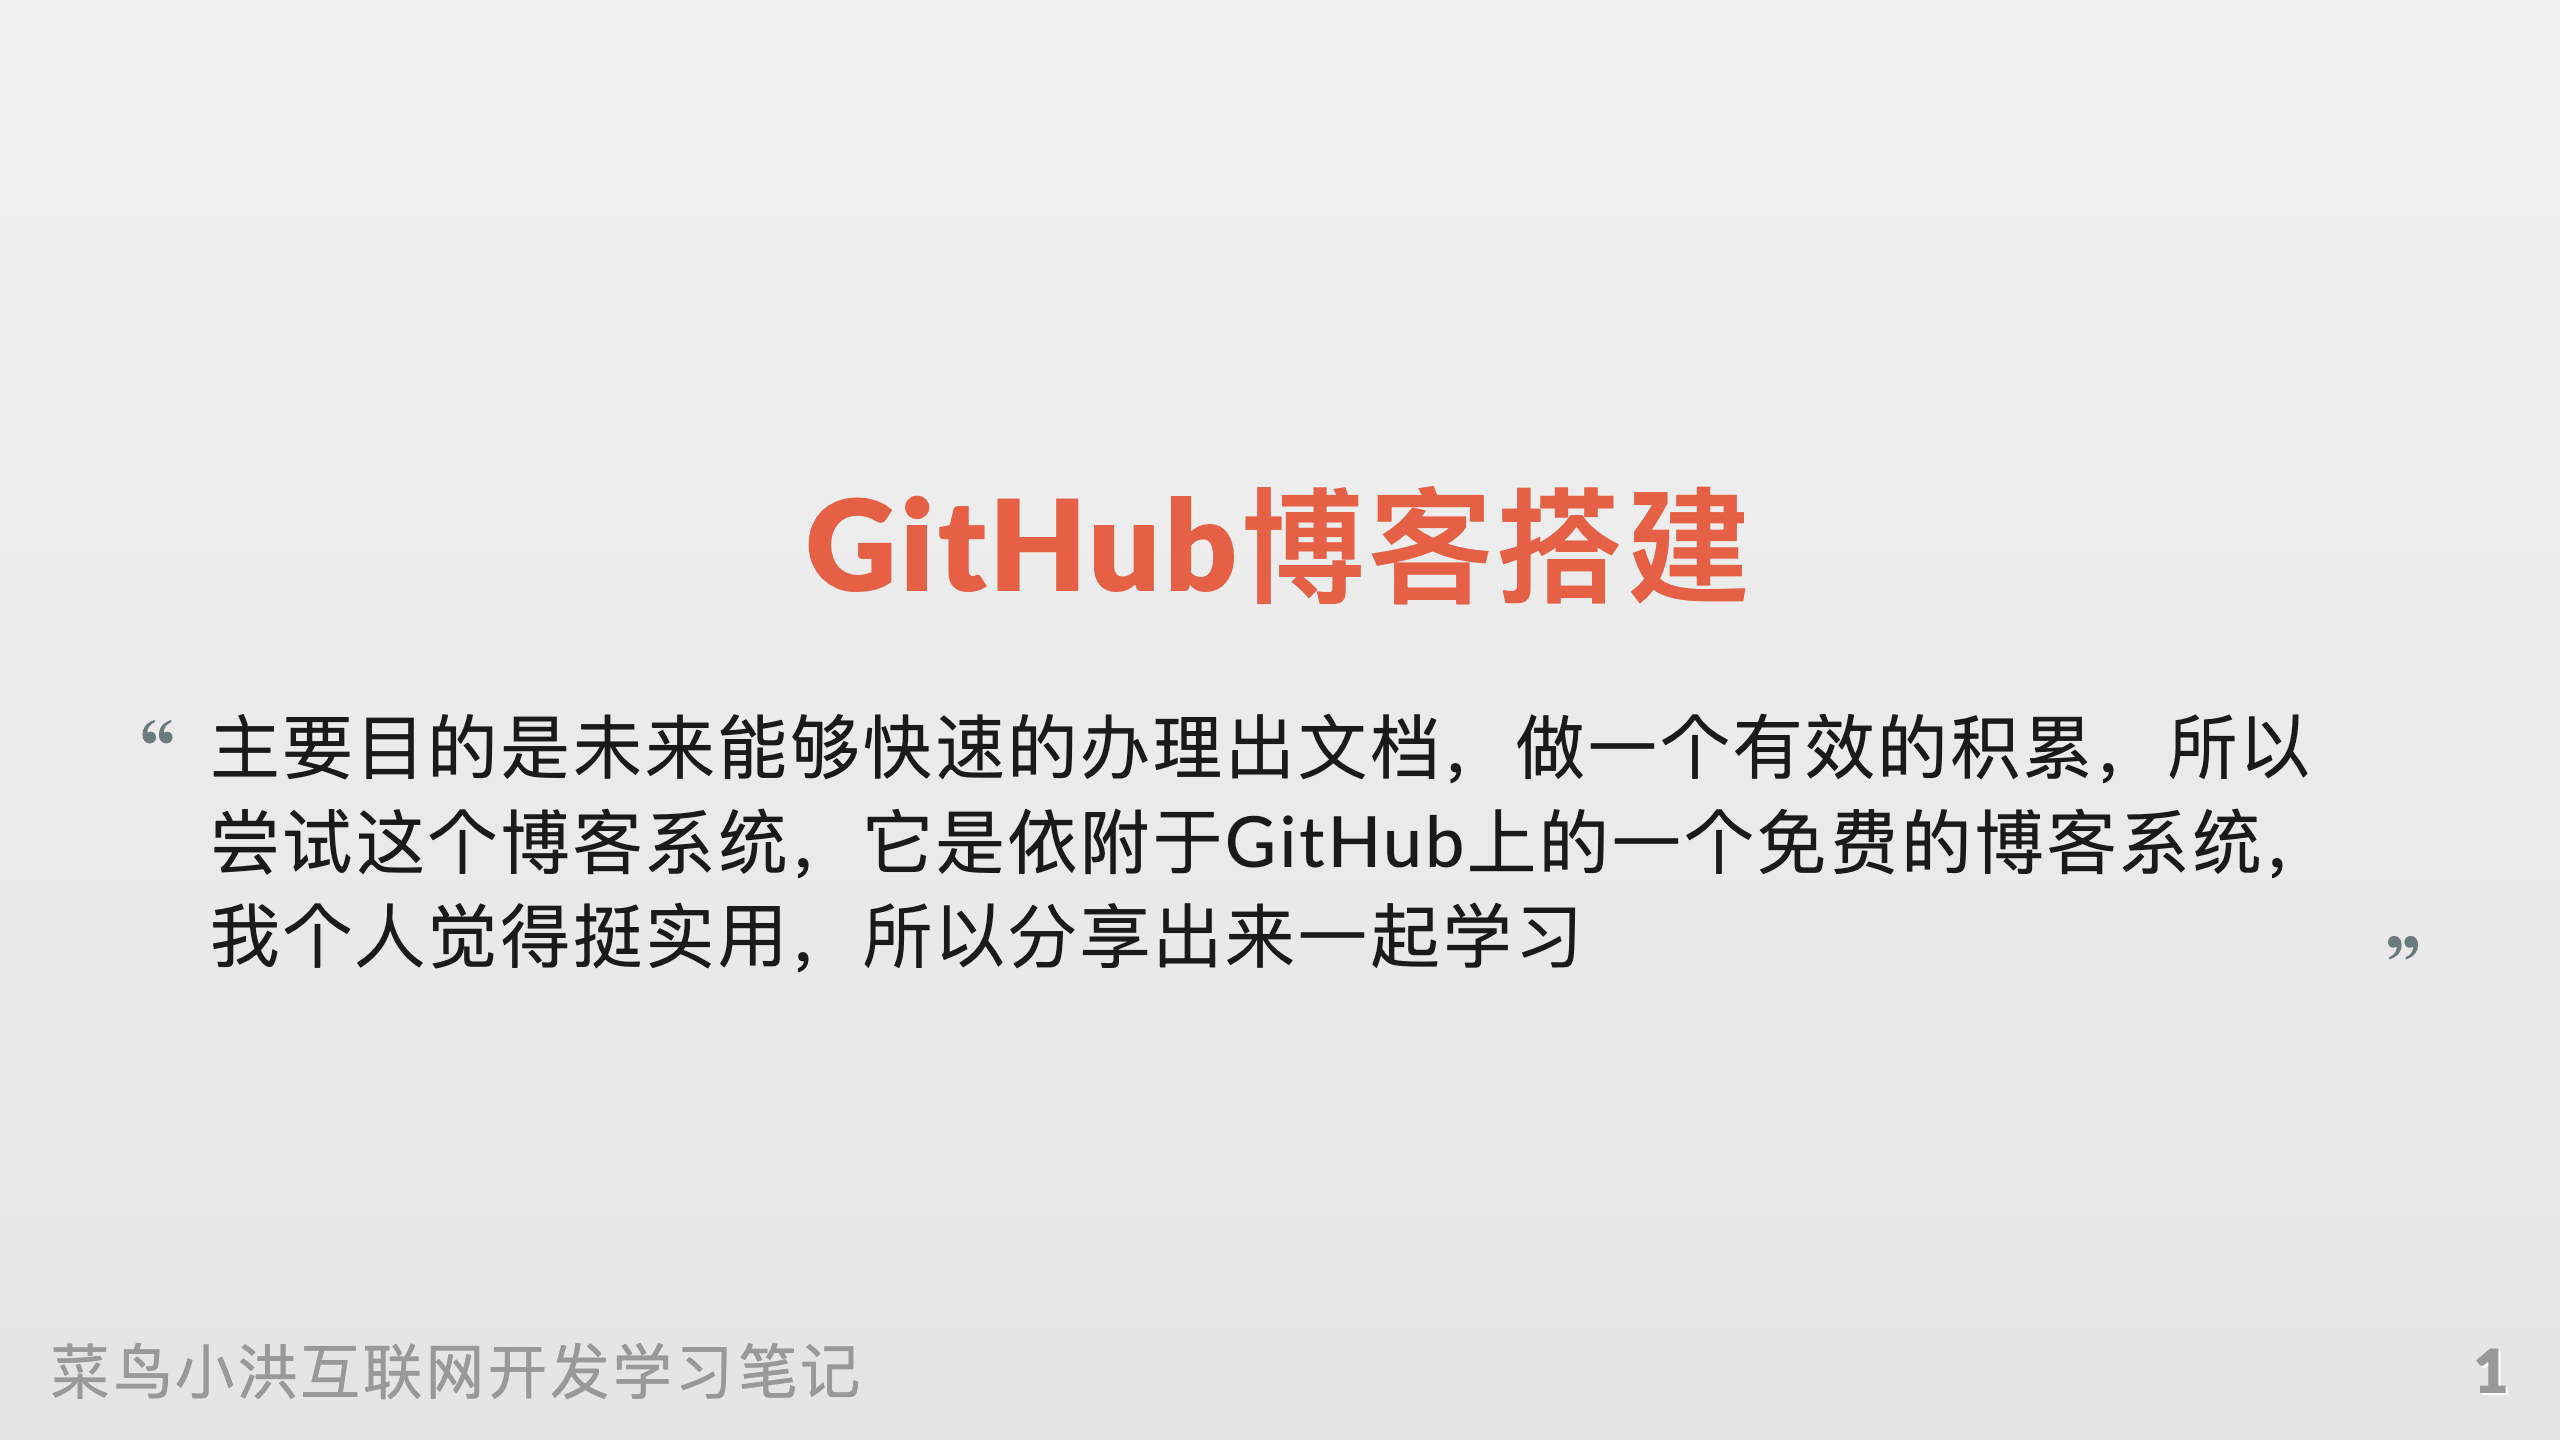 GitHub博客搭建
“ 主要目的是未来能够快速的办理出文档，做一个有效的积累，所以
尝试这个博客系统，它是依附于GitHub上的一个免费的博客系统，
我个人觉得挺实用，所以分享出来一起学习 ”
菜鸟小洪互联网开发学习笔记
1